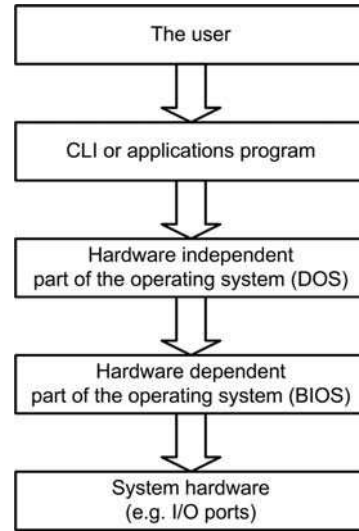 The user
CLI or applications program
Hardware independent
part of the operating system (DOS)
Hardware dependent
part of the operating system (BIOS)
System hardware
(e.g. I/O ports)